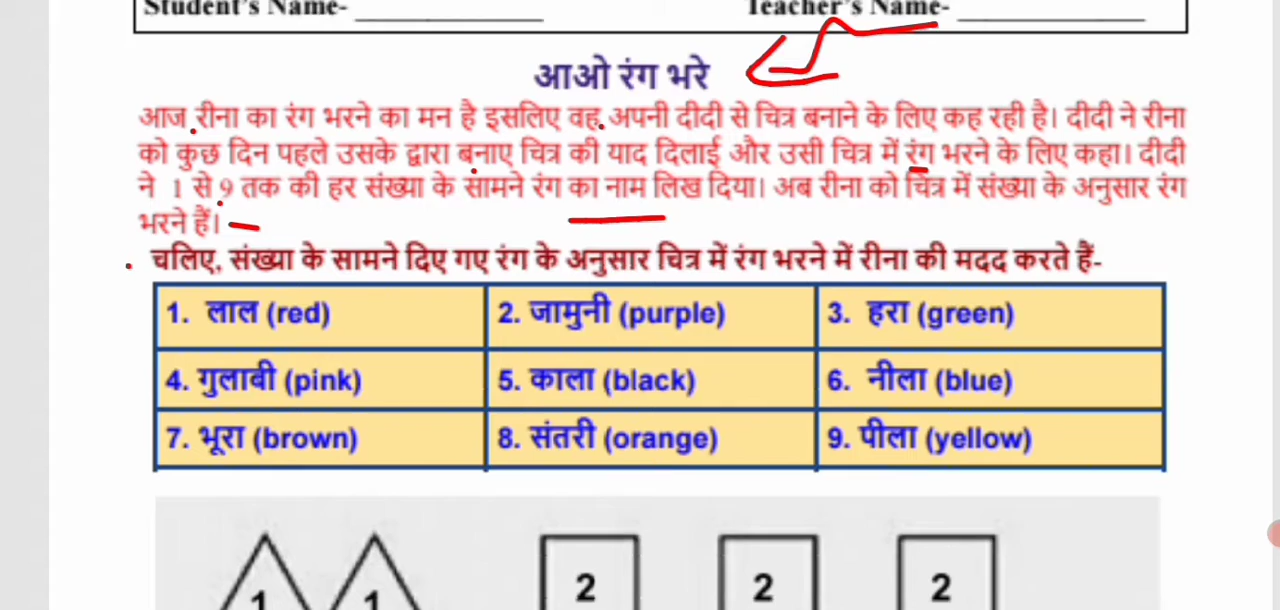 Student's Name- ____________ Teacher's Name- ____________
आओ रंग भरे
आज रीना का रंग भरने का मन है इसलिए वह अपनी दीदी से चित्र बनाने के लिए कह रही है। दीदी ने रीना
को कुछ दिन पहले उसके द्वारा बनाए चित्र की याद दिलाई और उसी चित्र में रंग भरने के लिए कहा। दीदी
ने 1 से 9 तक की हर संख्या के सामने रंग का नाम लिख दिया। अब रीना को चित्र में संख्या के अनुसार रंग
भरने हैं।
चलिए, संख्या के सामने दिए गए रंग के अनुसार चित्र में रंग भरने में रीना की मदद करते हैं-
1. लाल (red) 2. जामुनी (purple) 3. हरा (green)
4. गुलाबी (pink) 5. काला (black) 6. नीला (blue)
7. भूरा (brown) 8. संतरी (orange) 9. पीला (yellow)
1 1 2 2 2